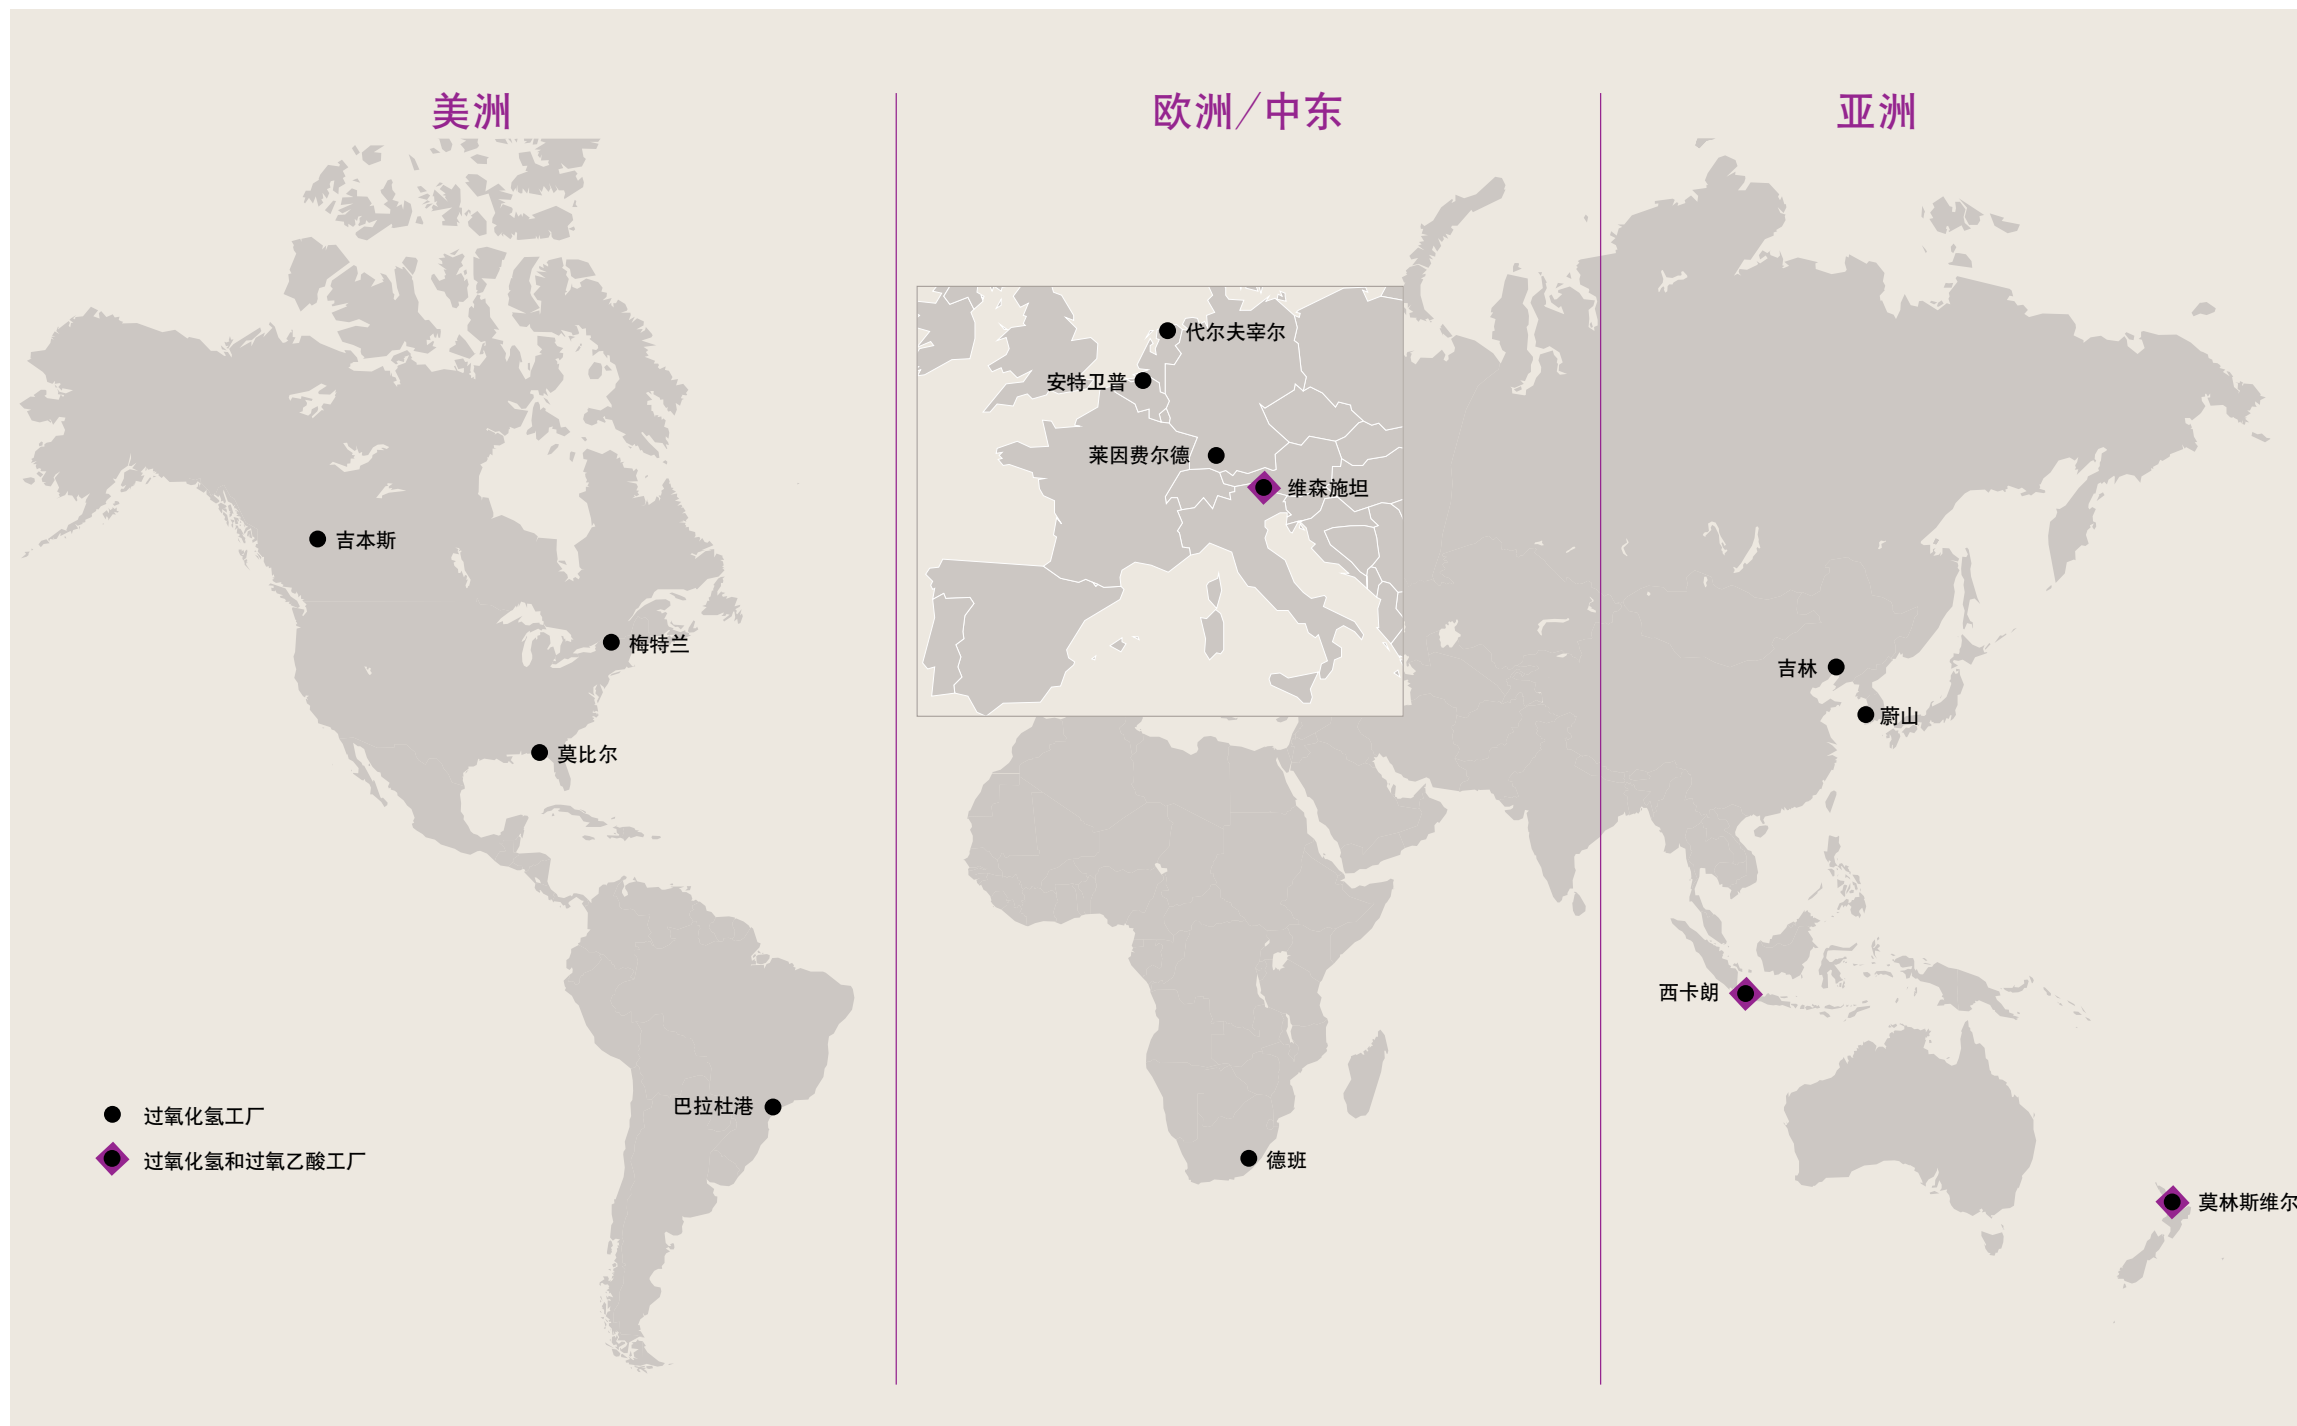 美洲
欧洲/中东
亚洲
代尔夫宰尔
安特卫普
莱因费尔德
维森施坦
吉本斯
梅特兰
吉林
蔚山
莫比尔
西卡朗
巴拉杜港
过氧化氢工厂
德班
过氧化氢和过氧乙酸工厂
莫林斯维尔